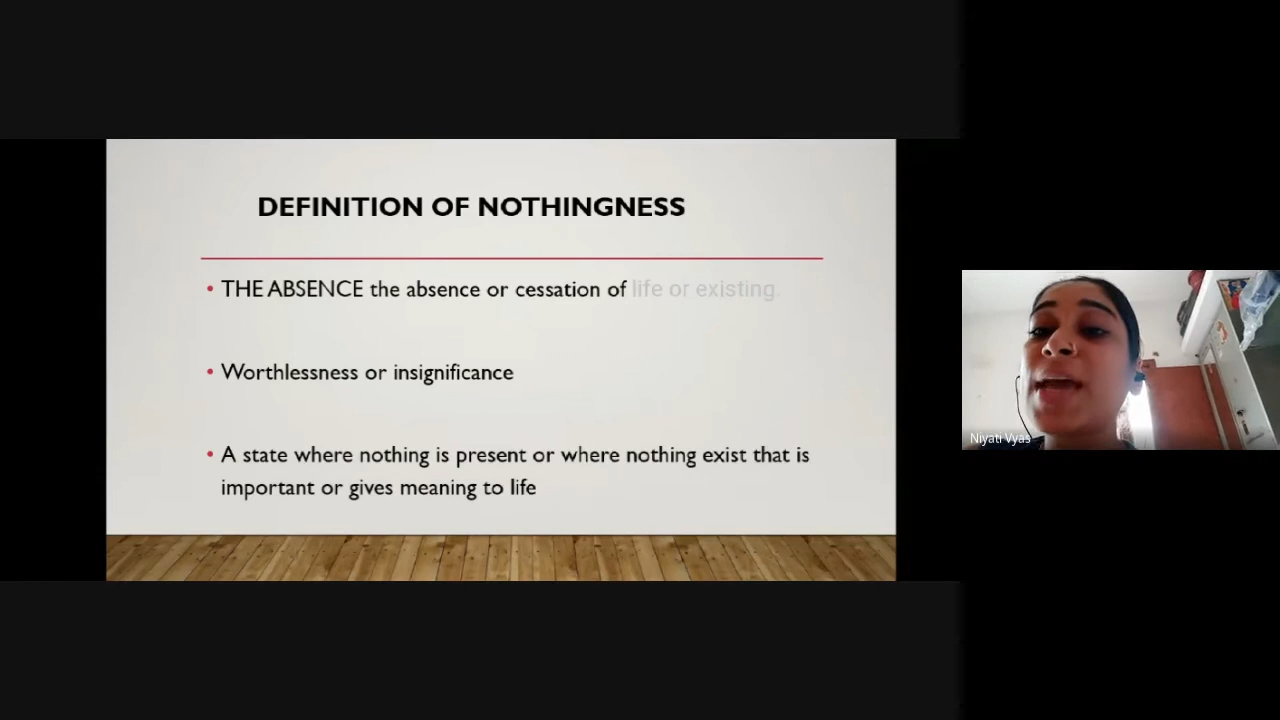 DEFINITION OF NOTHINGNESS
• THE ABSENCE the absence or cessation of life or existing.
• Worthlessness or insignificance
• A state where nothing is present or where nothing exist that is
important or gives meaning to life
Niyati Vyas